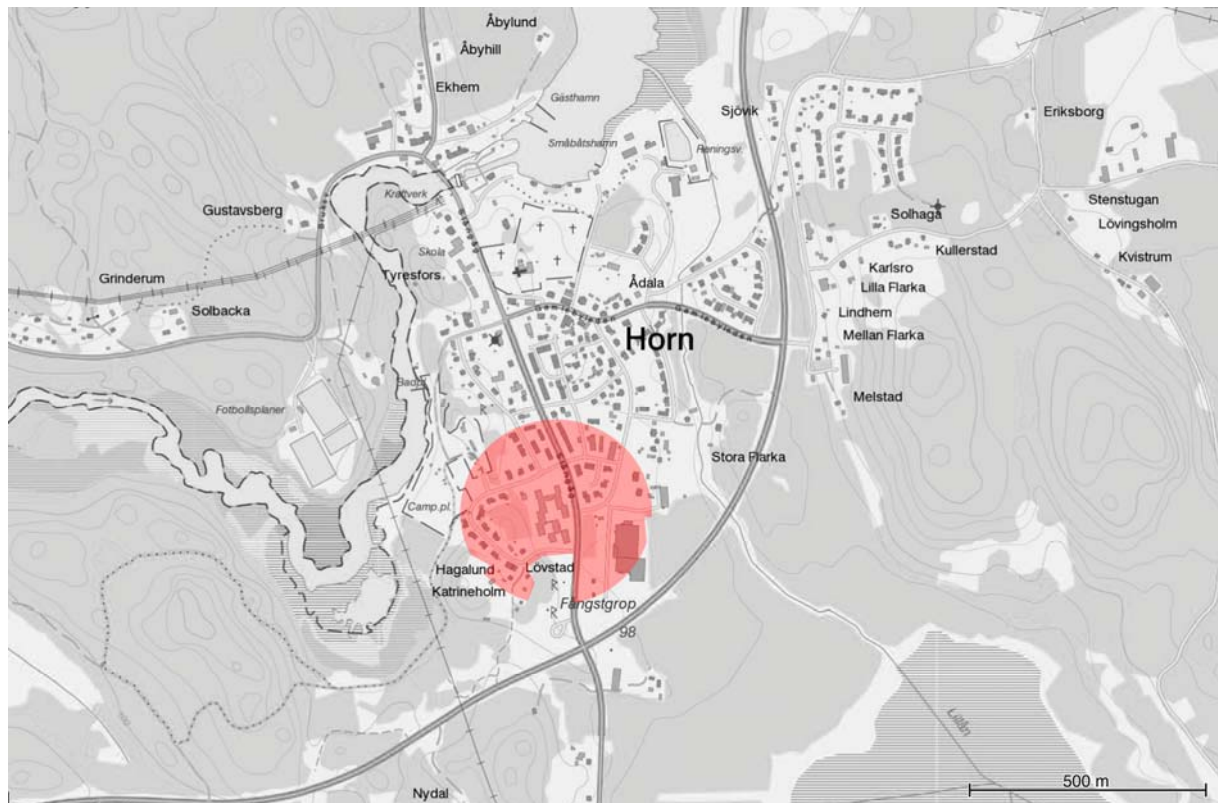 Åbylund
Åbyhill
Ekhem
Gästhamn
Småbåtshamn
Sjövik
Reningsv.
Eriksborg
Kraftverk
Gustavsberg
Stenstugan
Solhaga
Lövingsholm
Skola
Kullerstad
Kvistrum
Grinderum
Tyresfors
Karlsro
Ådala
Lilla Flarka
Solbacka
Lindhem
Horn
Mellan Flarka
Melstad
Fotbollsplaner
Stora Flarka
Camp.pl.
Hagalund
Lövstad
Katrineholm
Fångstgrop
98
Lillån
500 m
Nydal